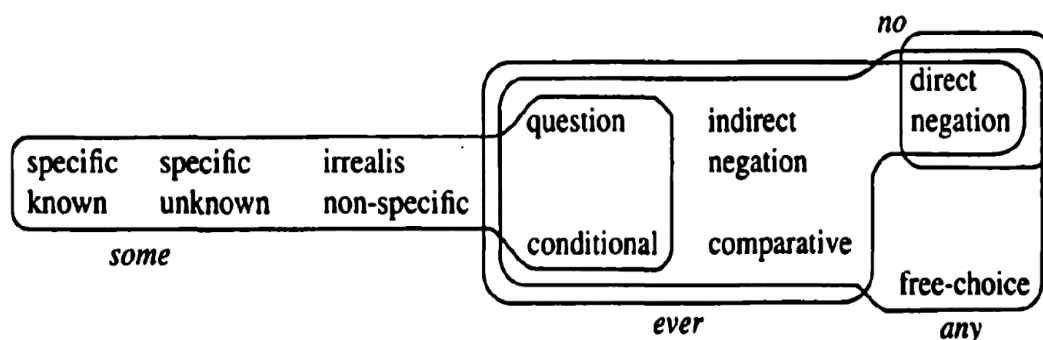 no
direct
negation
question indirect
negation
specific specific irrealis
known unknown non-specific
conditional comparative
some
free-choice
ever any